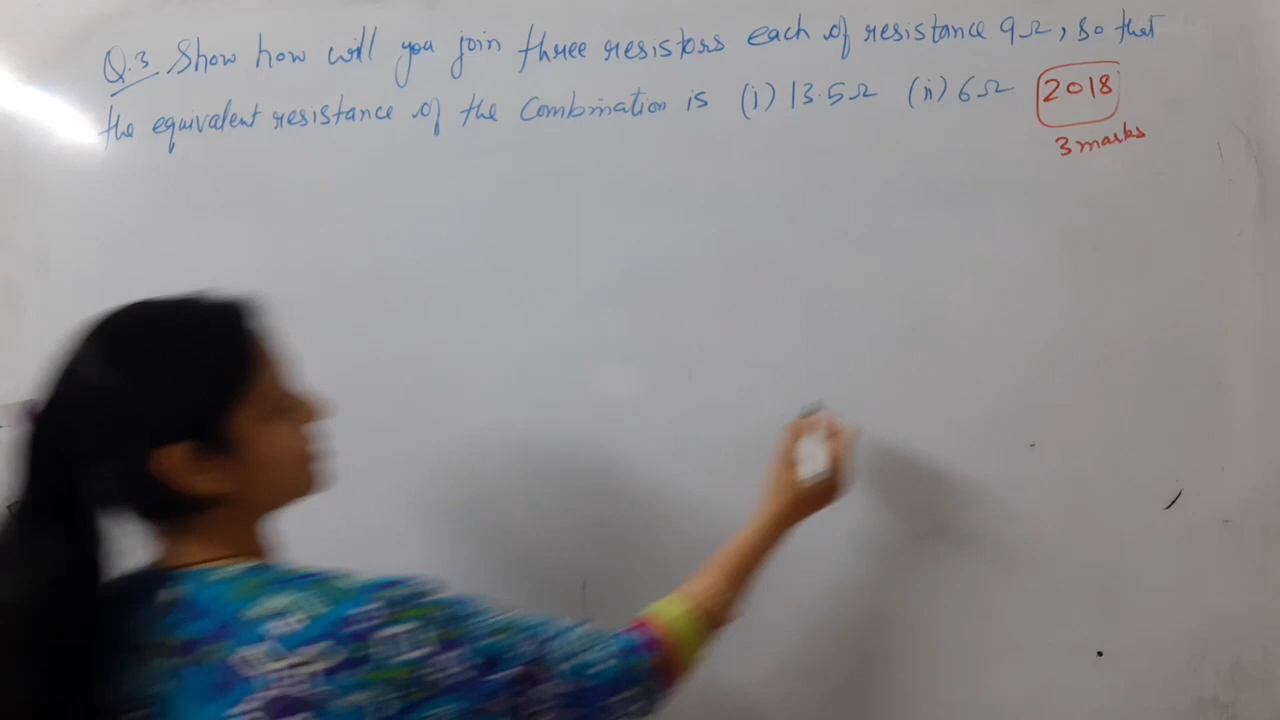 Q.3 Show how will you join three resistors each of resistance 9Ω, so that
the equivalent resistance of the Combination is (i) 13.5Ω (ii) 6Ω 2018
3 marks